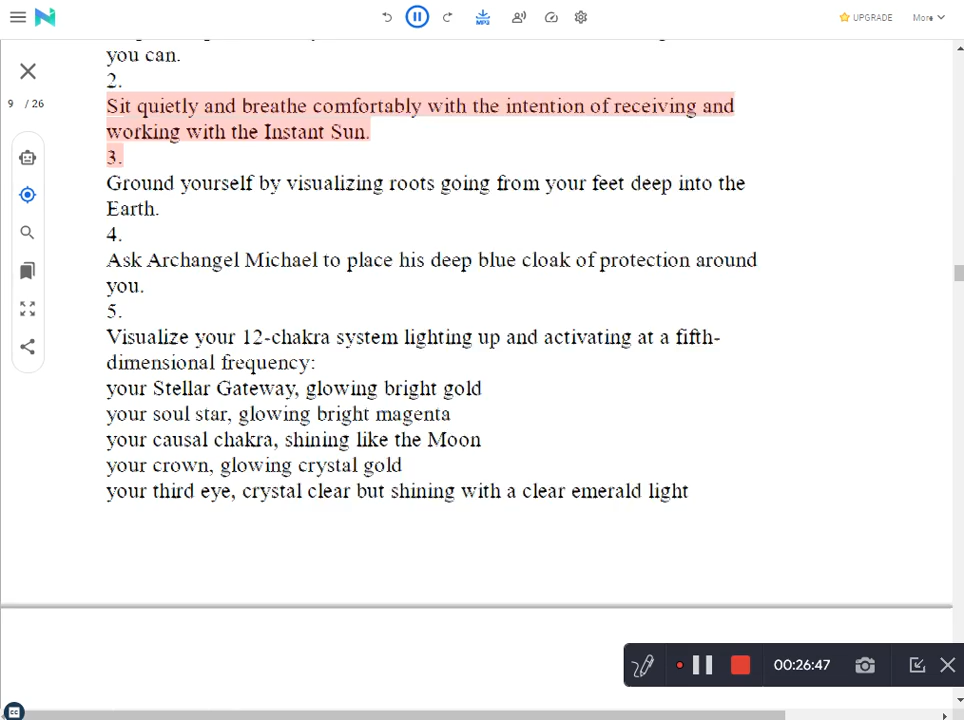 UPGRADE
More
MP3
you can.
9 / 26
2.
Sit quietly and breathe comfortably with the intention of receiving and
working with the Instant Sun.
3.
Ground yourself by visualizing roots going from your feet deep into the
Earth.
4.
Ask Archangel Michael to place his deep blue cloak of protection around
you.
5.
Visualize your 12-chakra system lighting up and activating at a fifth-
dimensional frequency:
your Stellar Gateway, glowing bright gold
your soul star, glowing bright magenta
your causal chakra, shining like the Moon
your crown, glowing crystal gold
your third eye, crystal clear but shining with a clear emerald light
00:26:47
CC